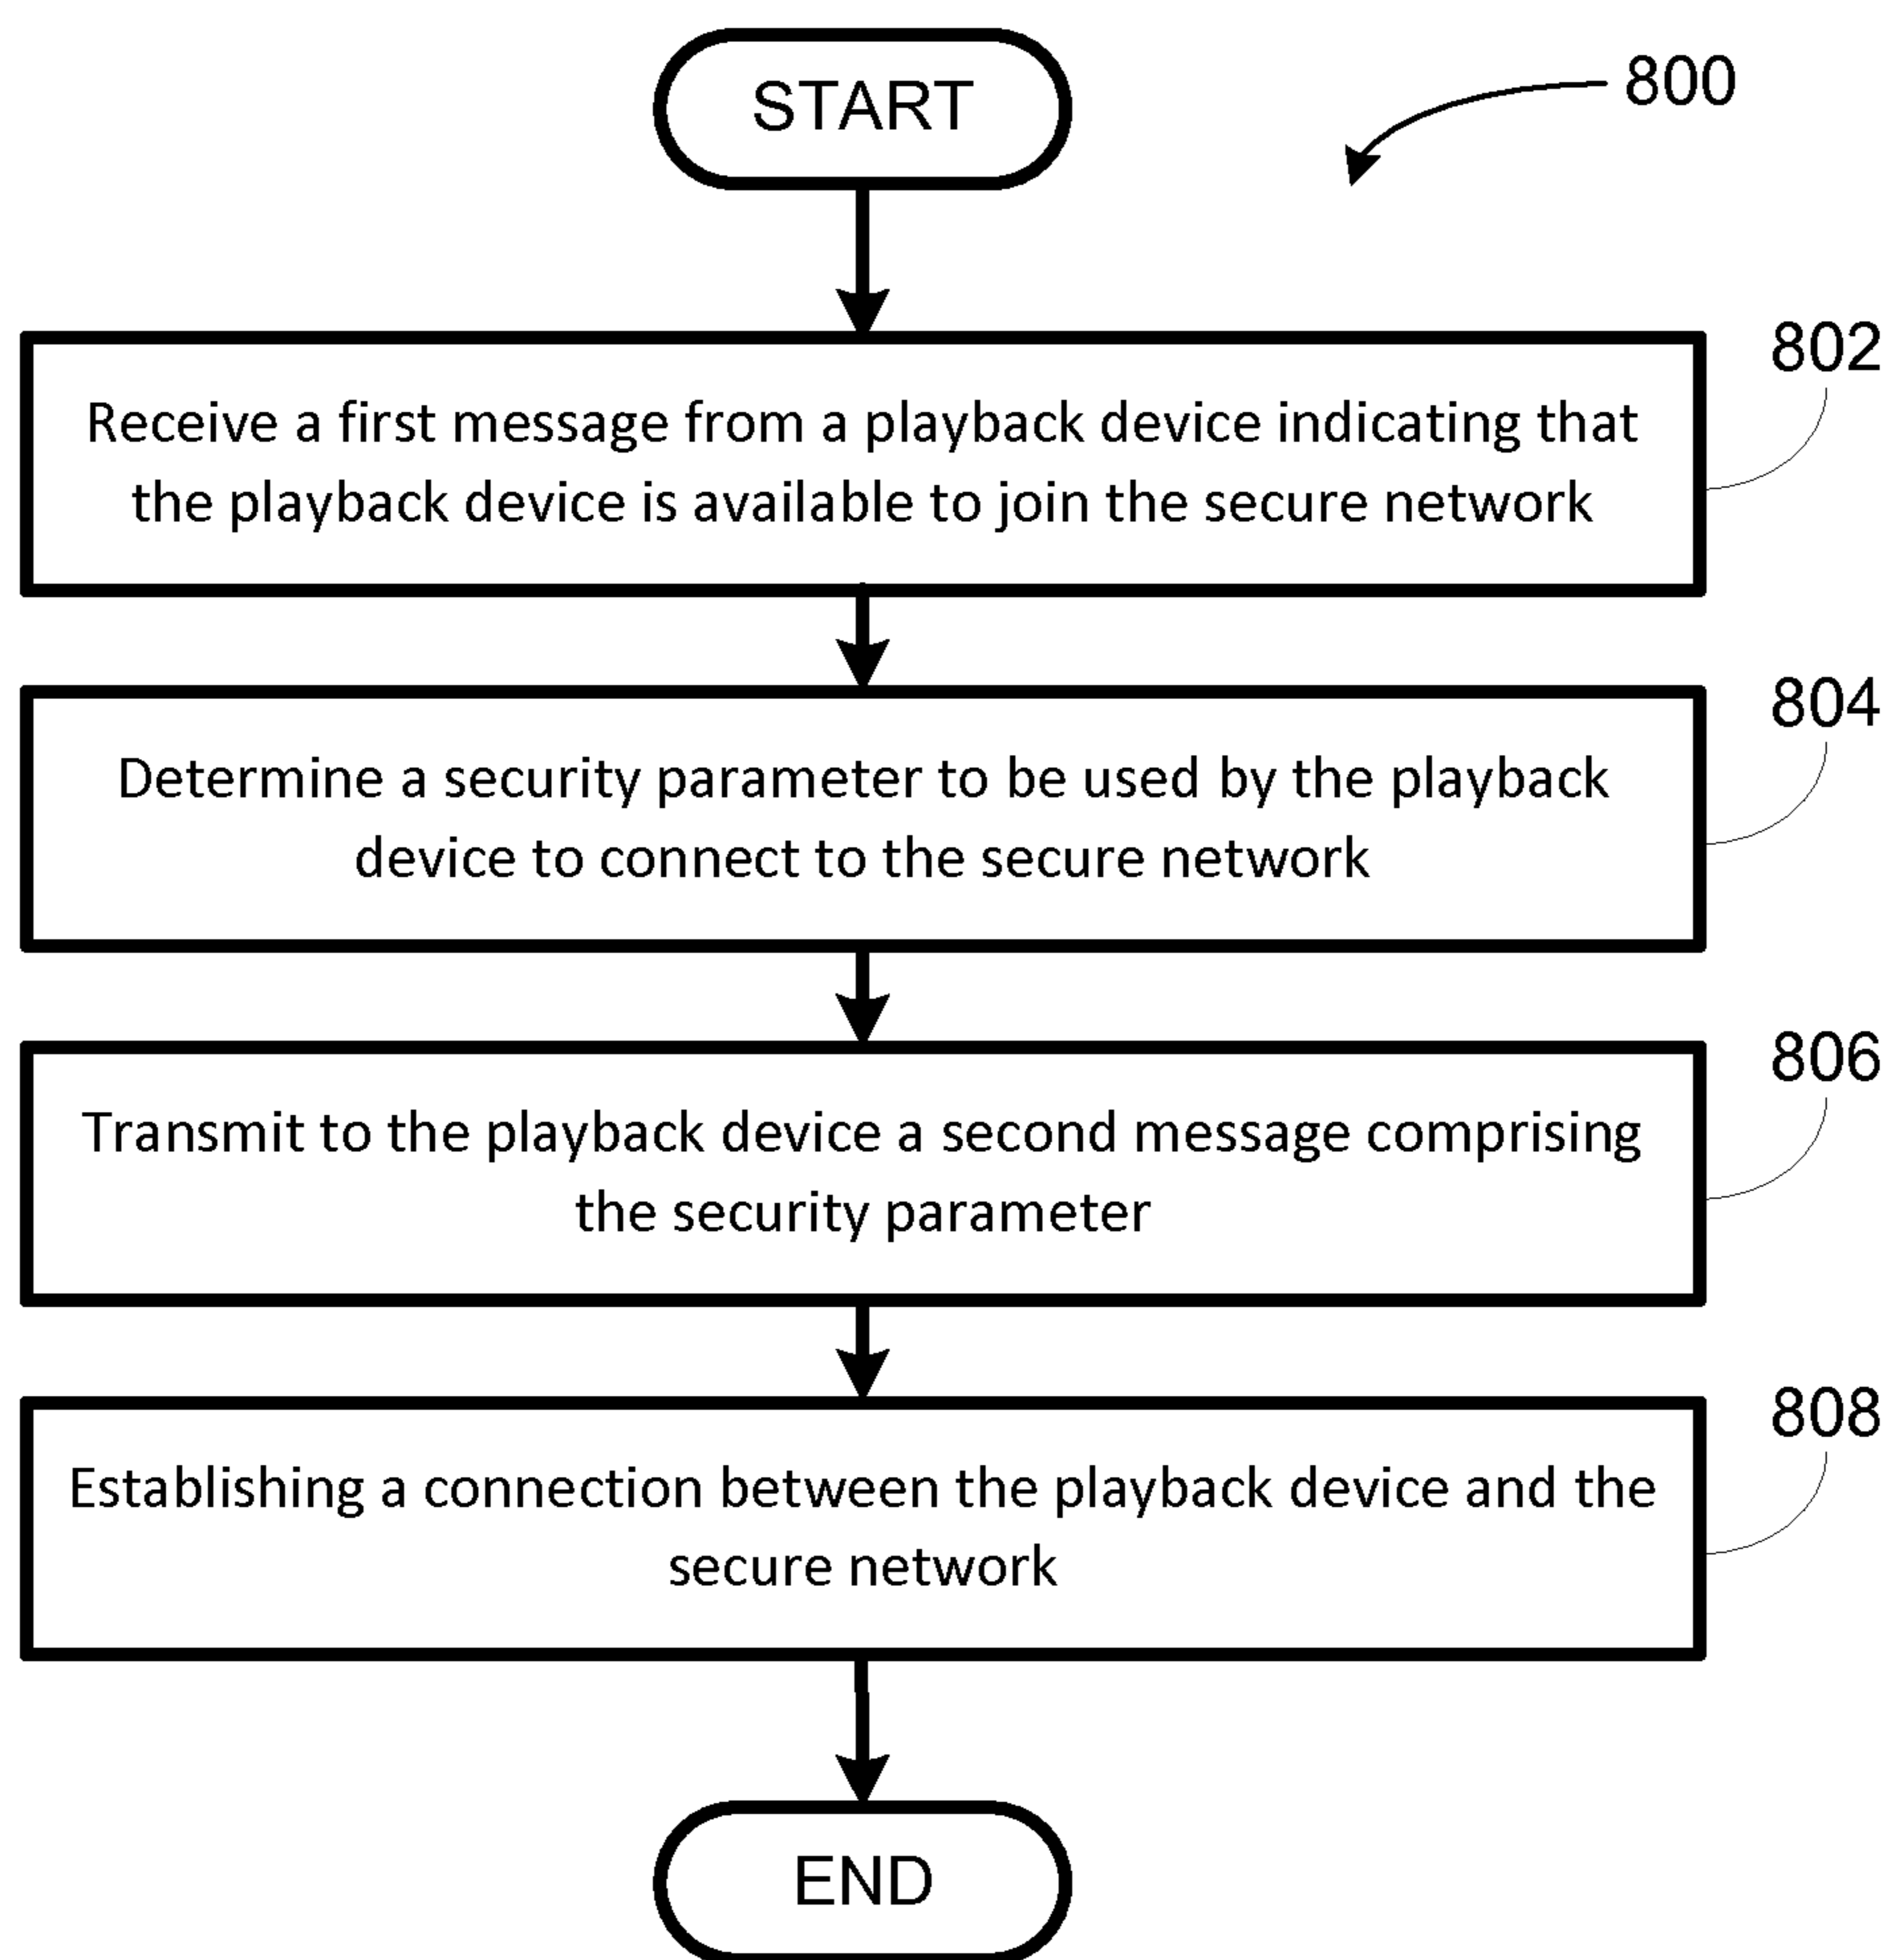 START
800
802
Receive a first message from a playback device indicating that
the playback device is available to join the secure network
804
Determine a security parameter to be used by the playback
device to connect to the secure network
806
Transmit to the playback device a second message comprising
the security parameter
808
Establishing a connection between the playback device and the
secure network
END